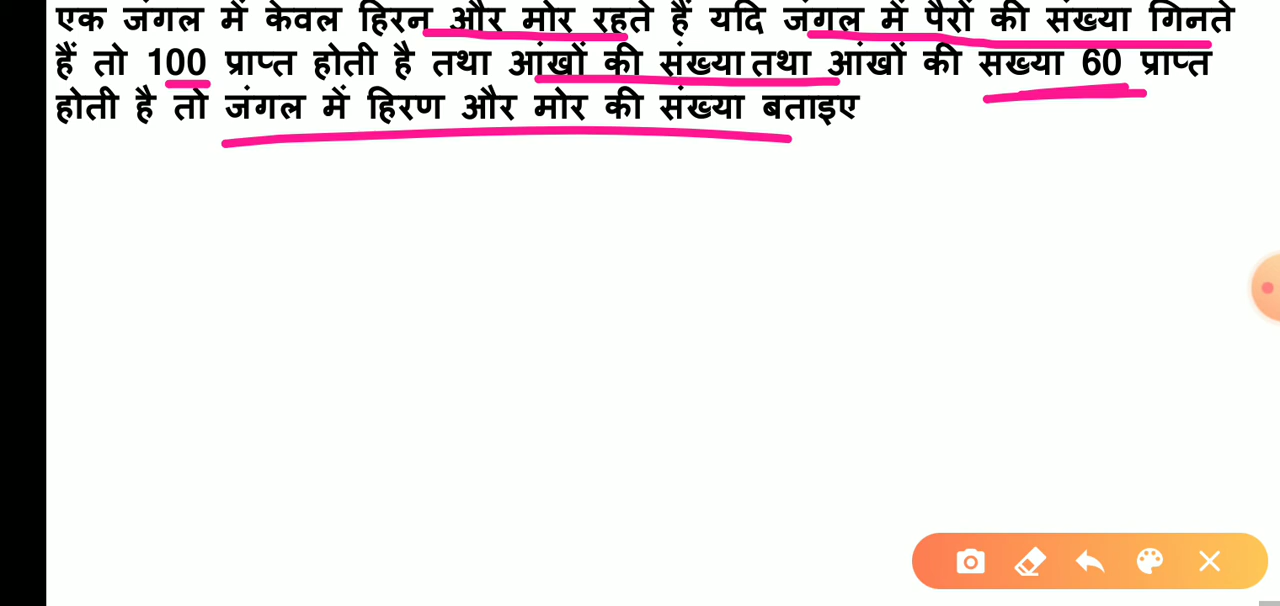 एक जंगल में केवल हिरन और मोर रहते हैं यदि जंगल में पैरों की संख्या गिनते
हैं तो 100 प्राप्त होती है तथा आंखों की संख्या तथा आंखों की सख्या 60 प्राप्त
होती है तो जंगल में हिरण और मोर की संख्या बताइए